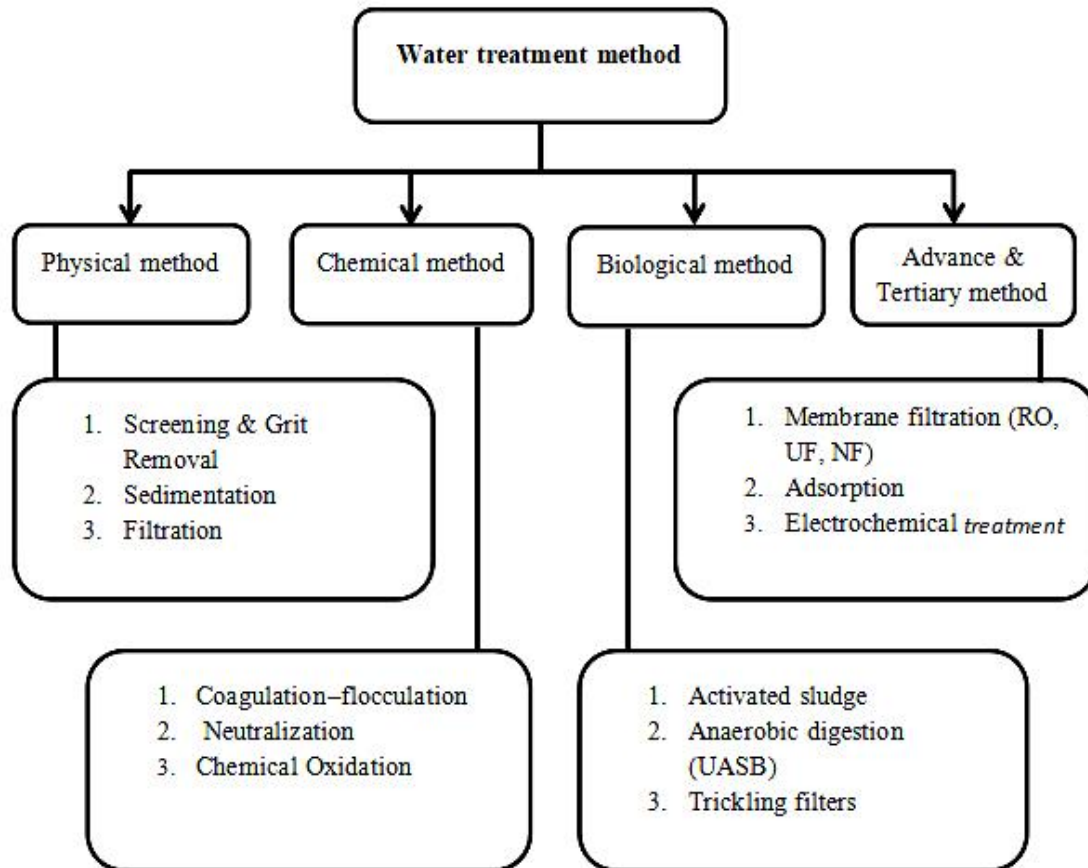 Water treatment method
Physical method
Chemical method
Biological method
Advance &
Tertiary method
1. Screening & Grit
Removal
2. Sedimentation
3. Filtration
1. Membrane filtration (RO,
UF, NF)
2. Adsorption
3. Electrochemical treatment
1. Coagulation–flocculation
2. Neutralization
3. Chemical Oxidation
1. Activated sludge
2. Anaerobic digestion
(UASB)
3. Trickling filters